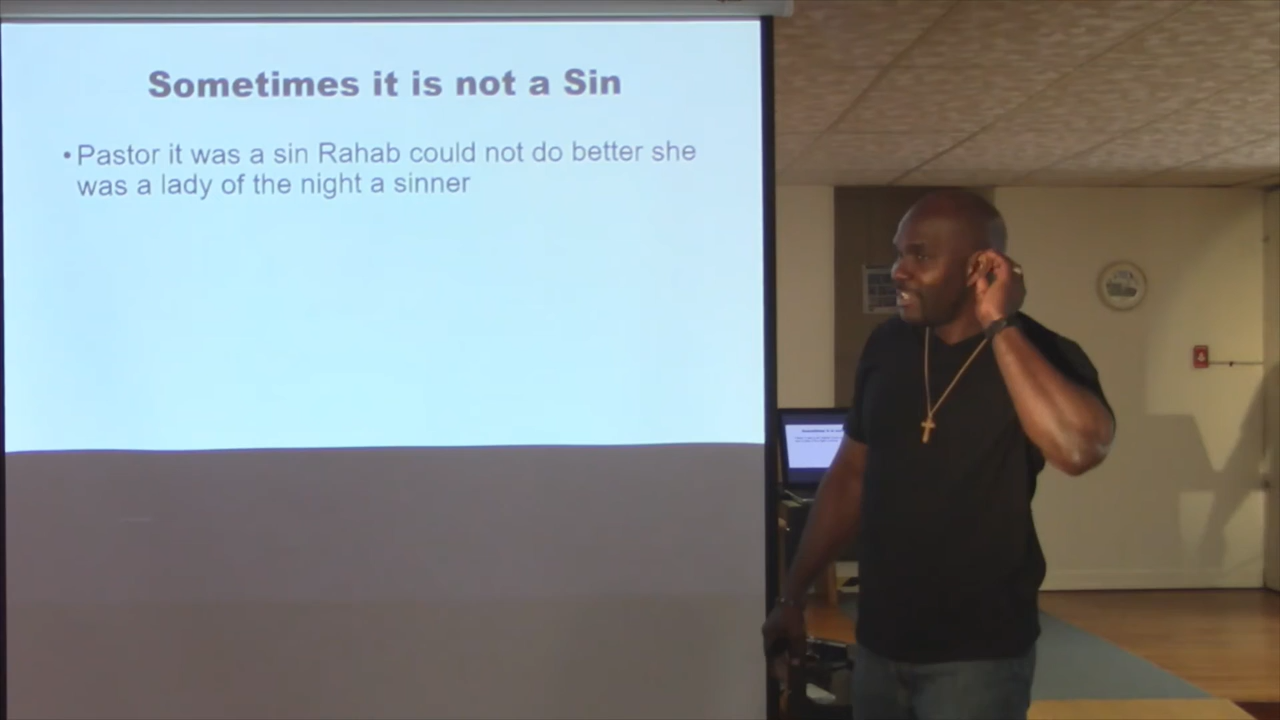 Sometimes it is not a Sin
• Pastor it was a sin Rahab could not do better she
was a lady of the night a sinner